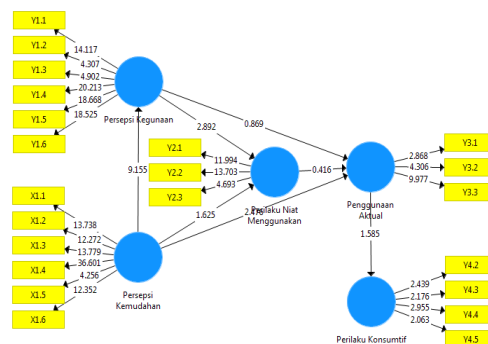 Y1.1
Y1.2
Y1.3
Y1.4
Y1.5
Y1.6
14.117
4.307
4.902
20.213
18.668
18.525
Persepsi Kegunaan
2.892
0.869
9.155
Y2.1
Y2.2
Y2.3
11.994
13.703
4.693
Perilaku Niat
Menggunakan
0.416
1.625
2.476
Penggunaan
Aktual
2.868
4.306
9.977
Y3.1
Y3.2
Y3.3
X1.1
X1.2
X1.3
X1.4
X1.5
X1.6
13.738
12.272
13.779
36.601
4.256
12.352
Persepsi
Kemudahan
1.585
Perilaku Konsumtif
2.439
2.176
2.955
2.063
Y4.2
Y4.3
Y4.4
Y4.5